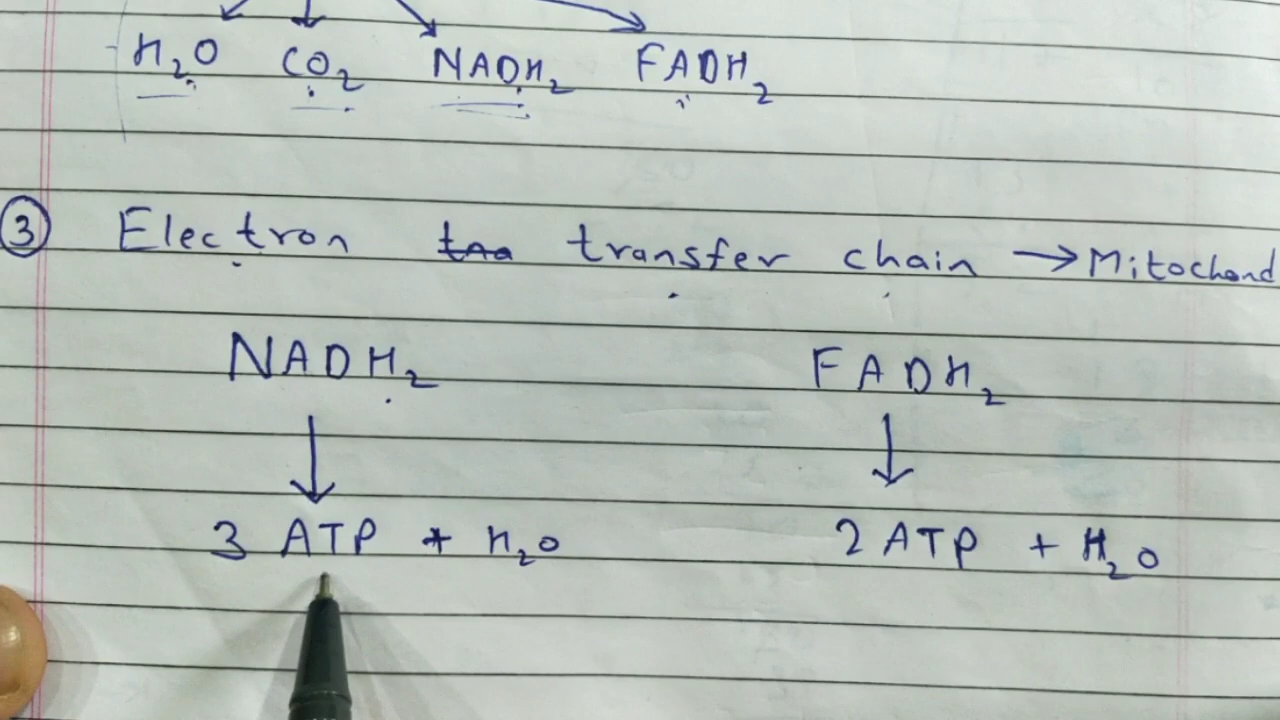 H₂O CO₂ NADH₂ FADH₂
③ Electron tra transfer chain → Mitochond
NADH₂ FADH₂
↓ ↓
3 ATP + H₂O 2 ATP + H₂O